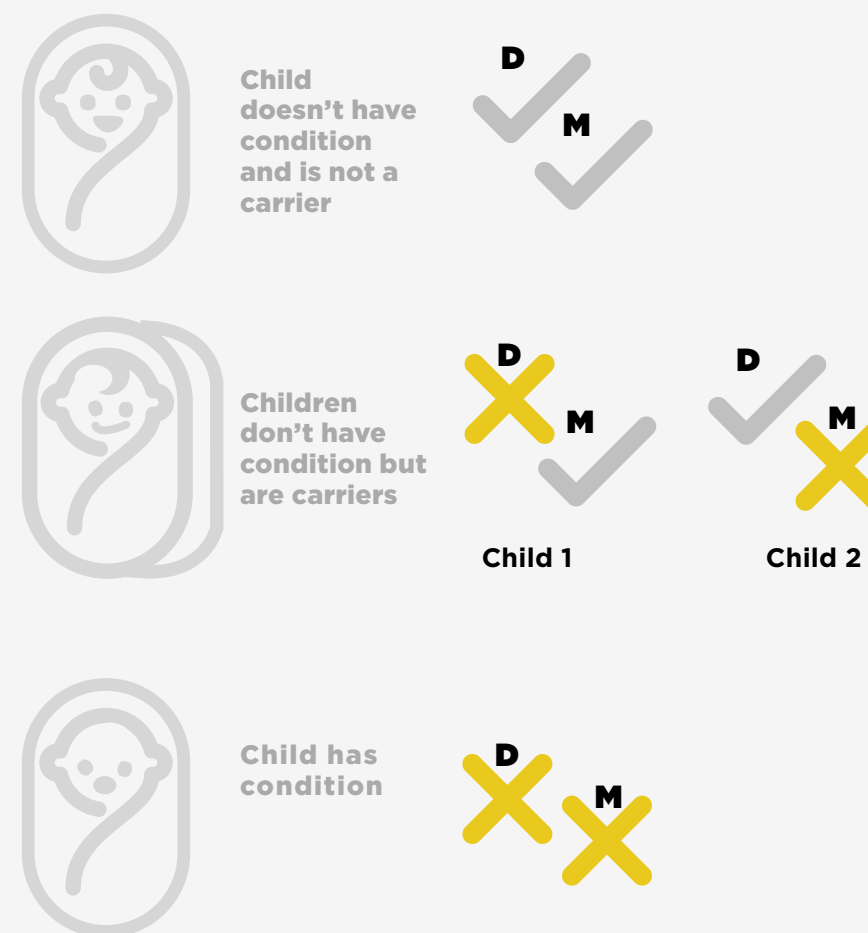 D
Child
doesn’t have
condition
and is not a
carrier
M
D
D
Children
don’t have
condition but
are carriers
M
M
Child 1
Child 2
Child has
condition
D
M